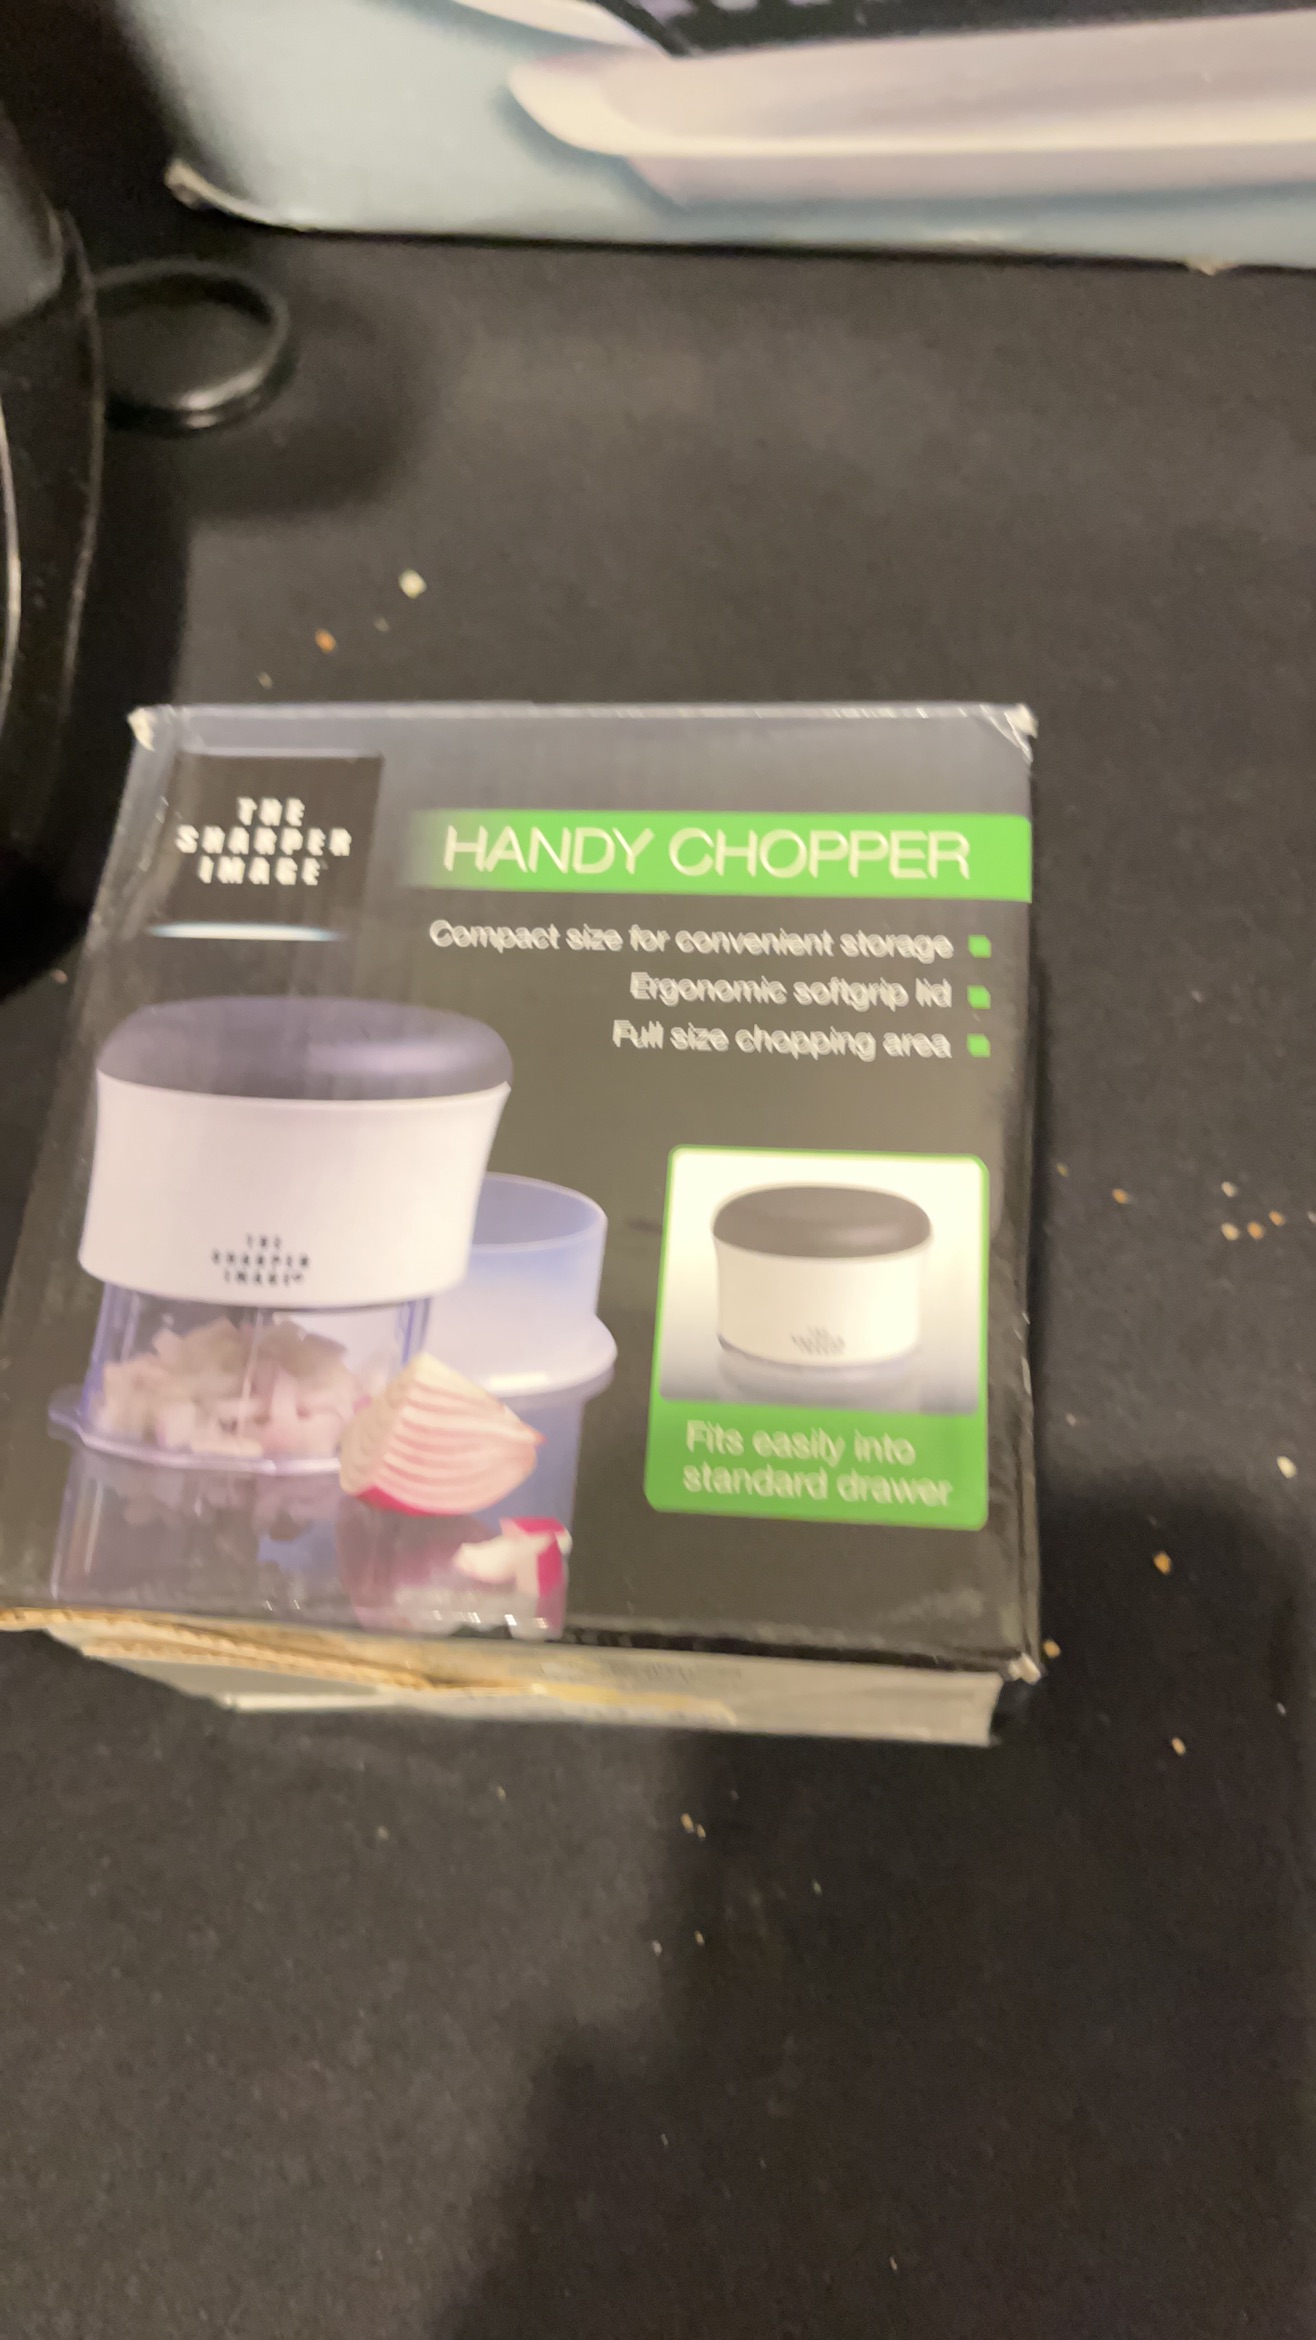 THE
SHARPER
IMAGE
HANDY CHOPPER
Compact size for convenient storage
Ergonomic softgrip lid
Full size chopping area
THE
SHARPER
IMAGE
Fits easily into
standard drawer